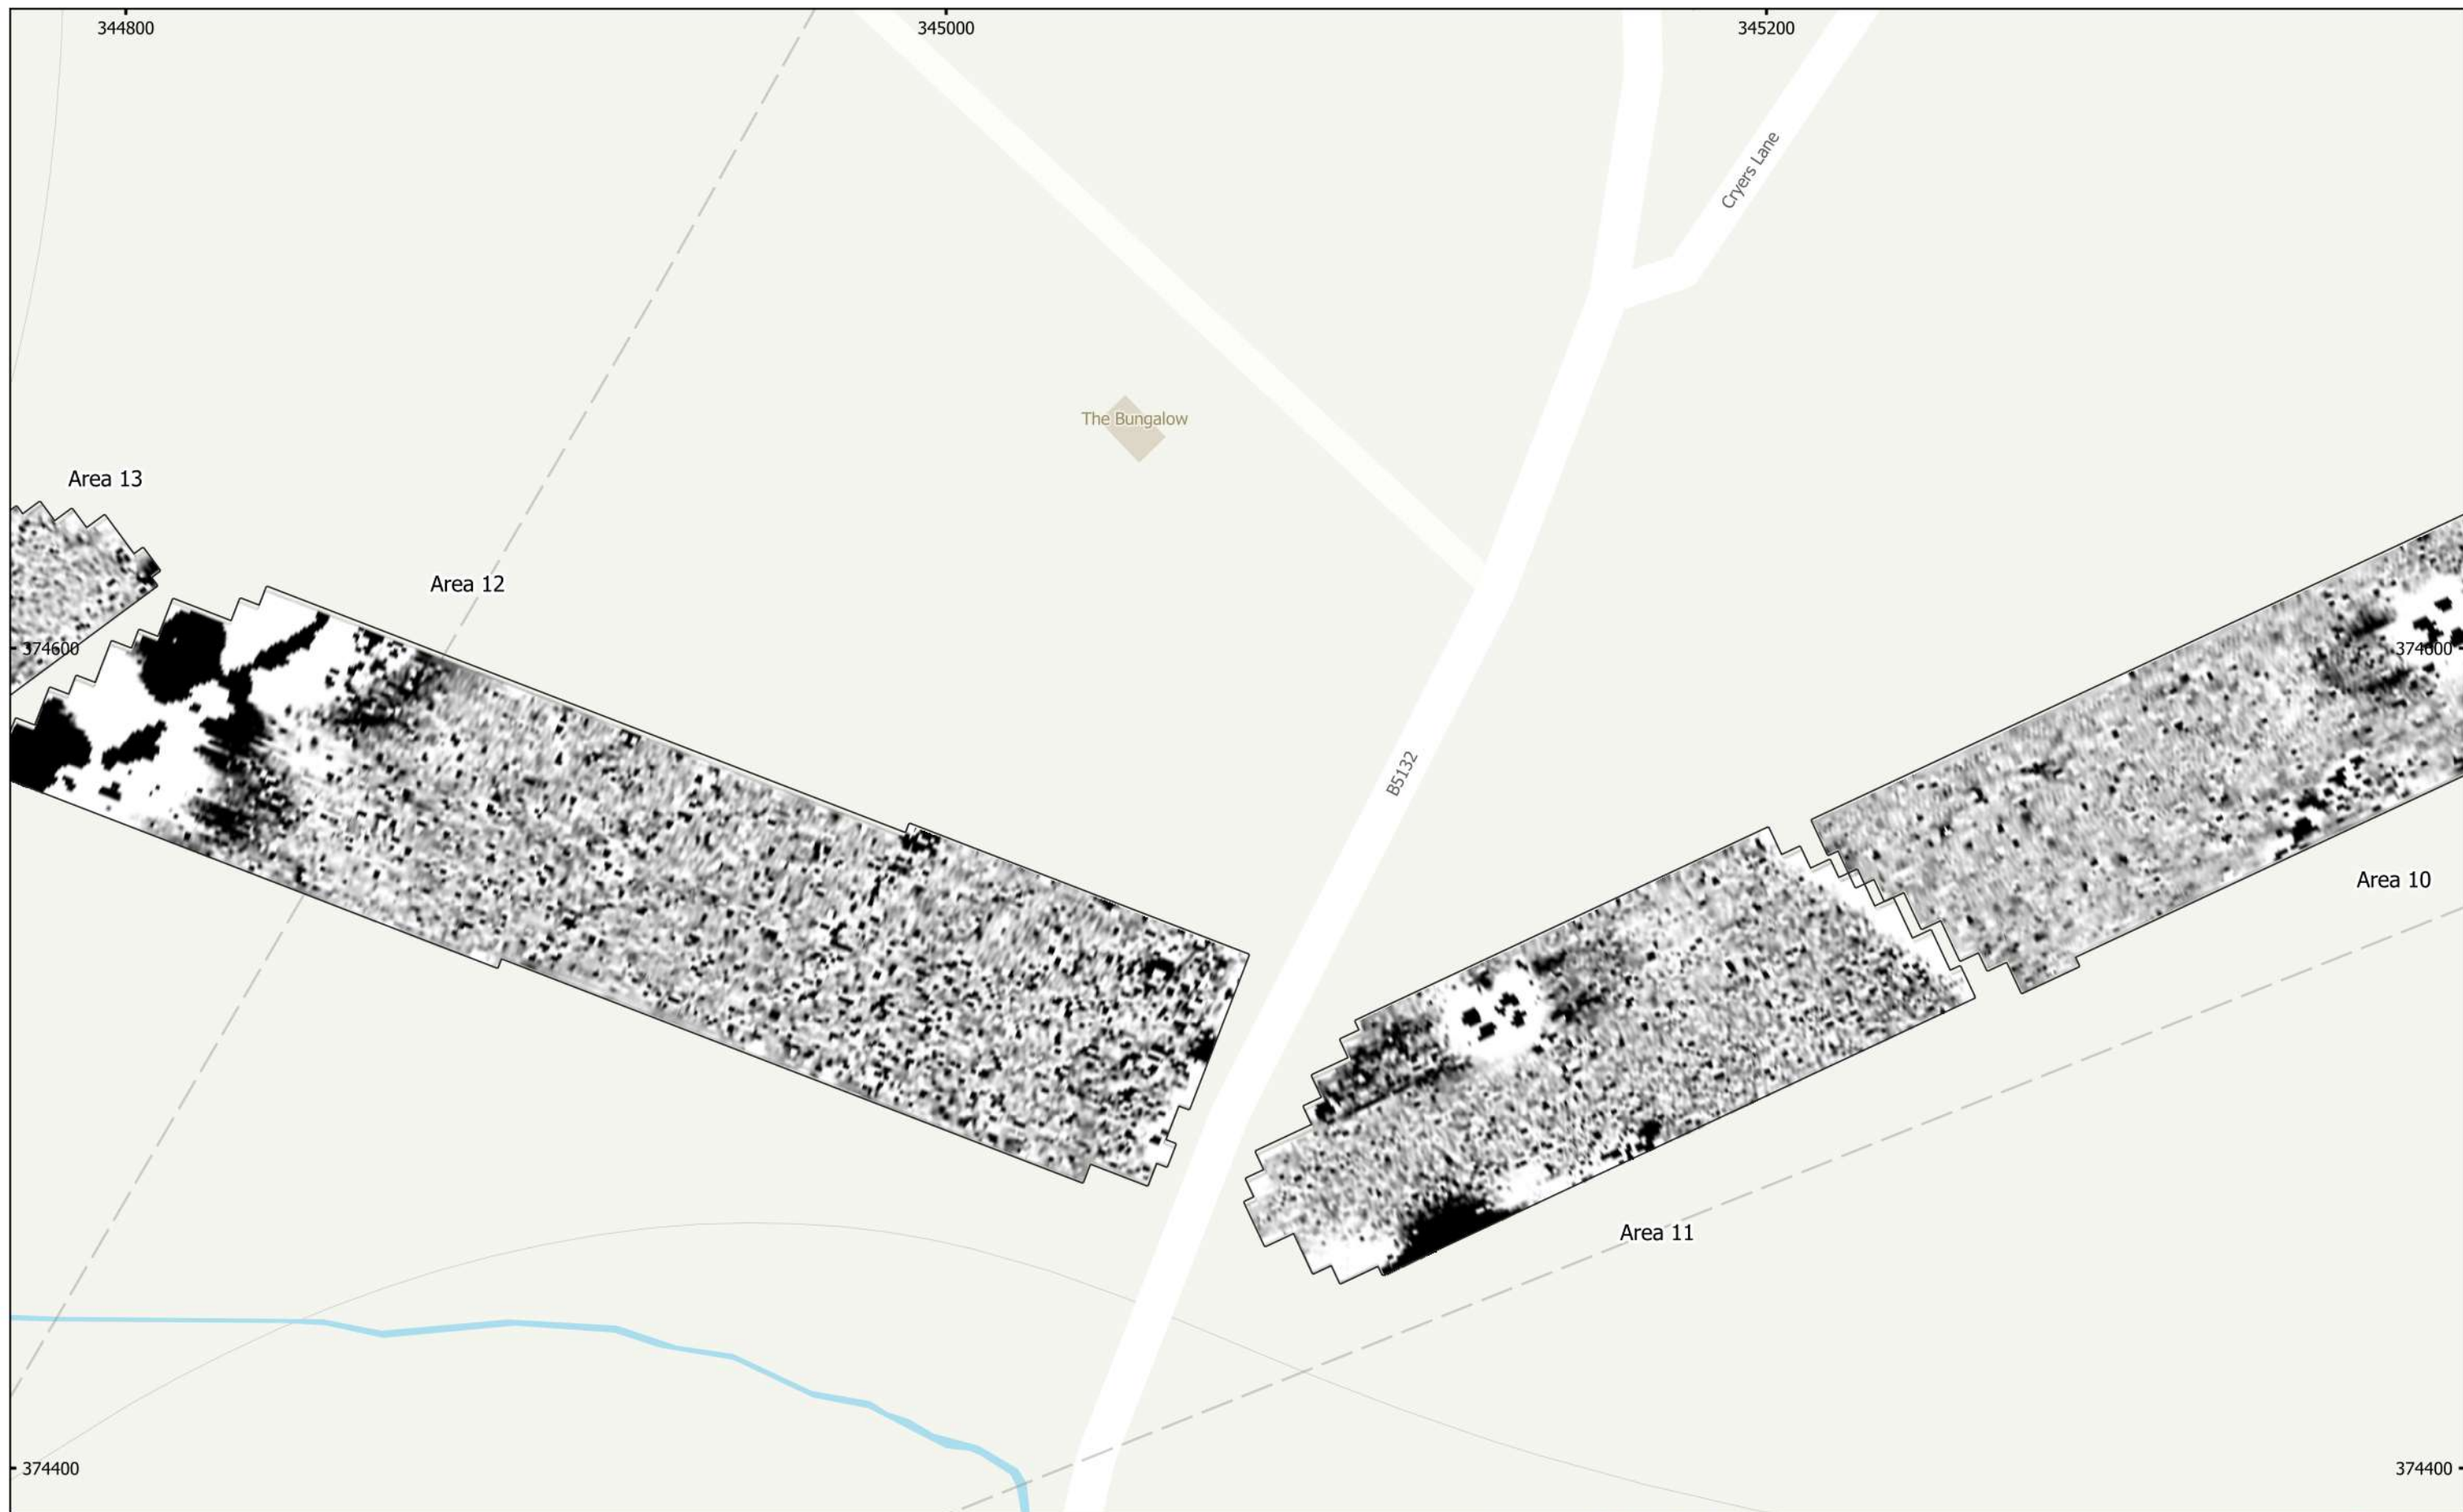 344800
345000
345200
Cryers Lane
The Bungalow
Area 13
Area 12
374600
374600
B5132
Area 10
Area 11
374400
374400